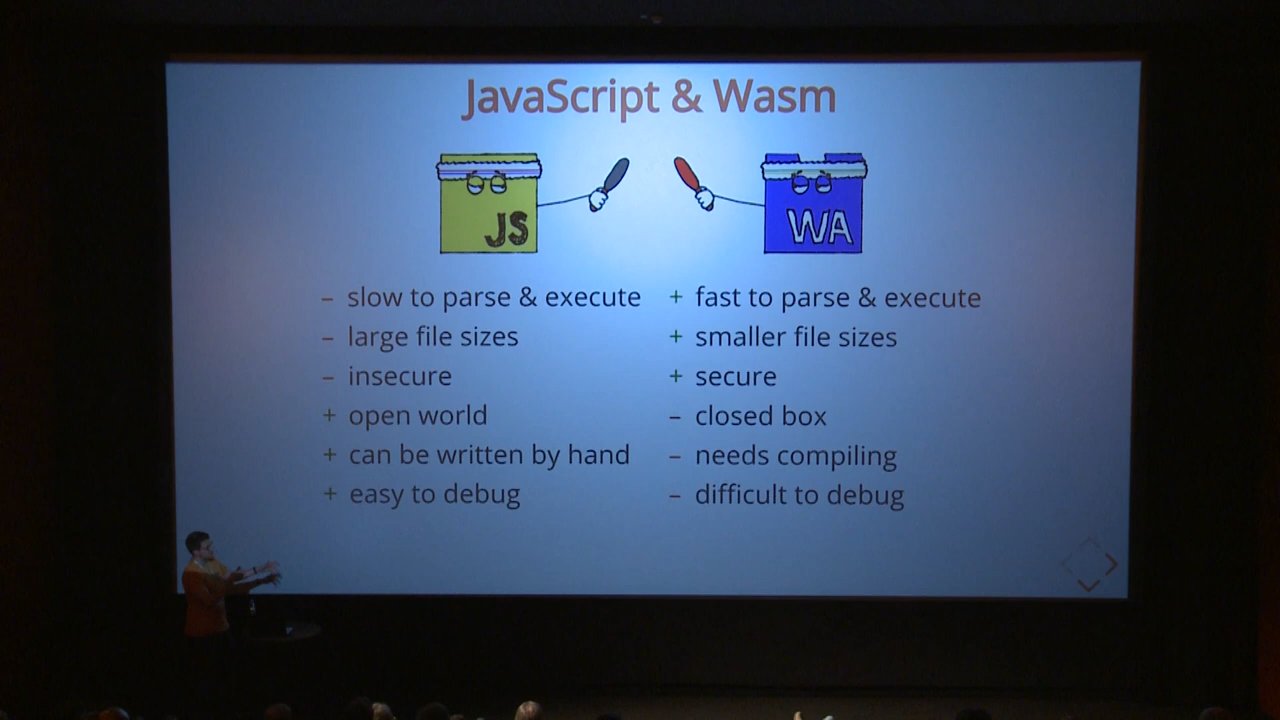 JavaScript & Wasm
JS
WA
– slow to parse & execute
– large file sizes
– insecure
+ open world
+ can be written by hand
+ easy to debug
+ fast to parse & execute
+ smaller file sizes
+ secure
– closed box
– needs compiling
– difficult to debug